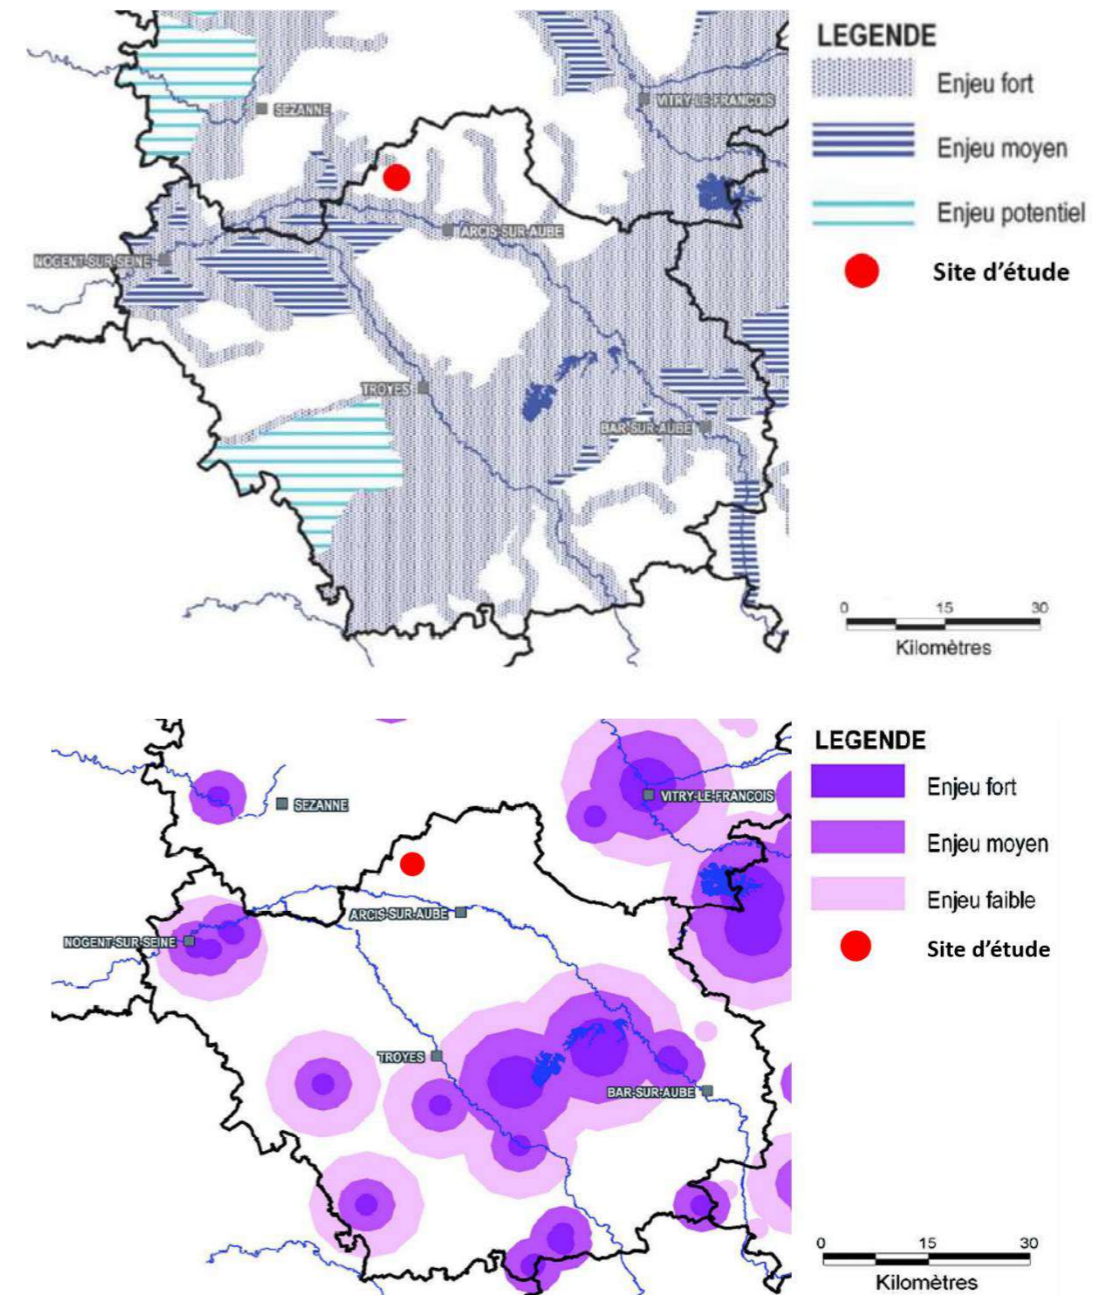 LEGENDE
Enjeu fort
Enjeu moyen
Enjeu potentiel
Site d'étude
SEZANNE
VITRY-LE-FRANCOIS
ARCIS-SUR-AUBE
NOGENT-SUR-SEINE
TROYES
BAR-SUR-AUBE
0 15 30
Kilomètres
LEGENDE
Enjeu fort
Enjeu moyen
Enjeu faible
Site d'étude
VITRY-LE-FRANCOIS
SEZANNE
ARCIS-SUR-AUBE
NOGENT-SUR-SEINE
TROYES
BAR-SUR-AUBE
0 15 30
Kilomètres